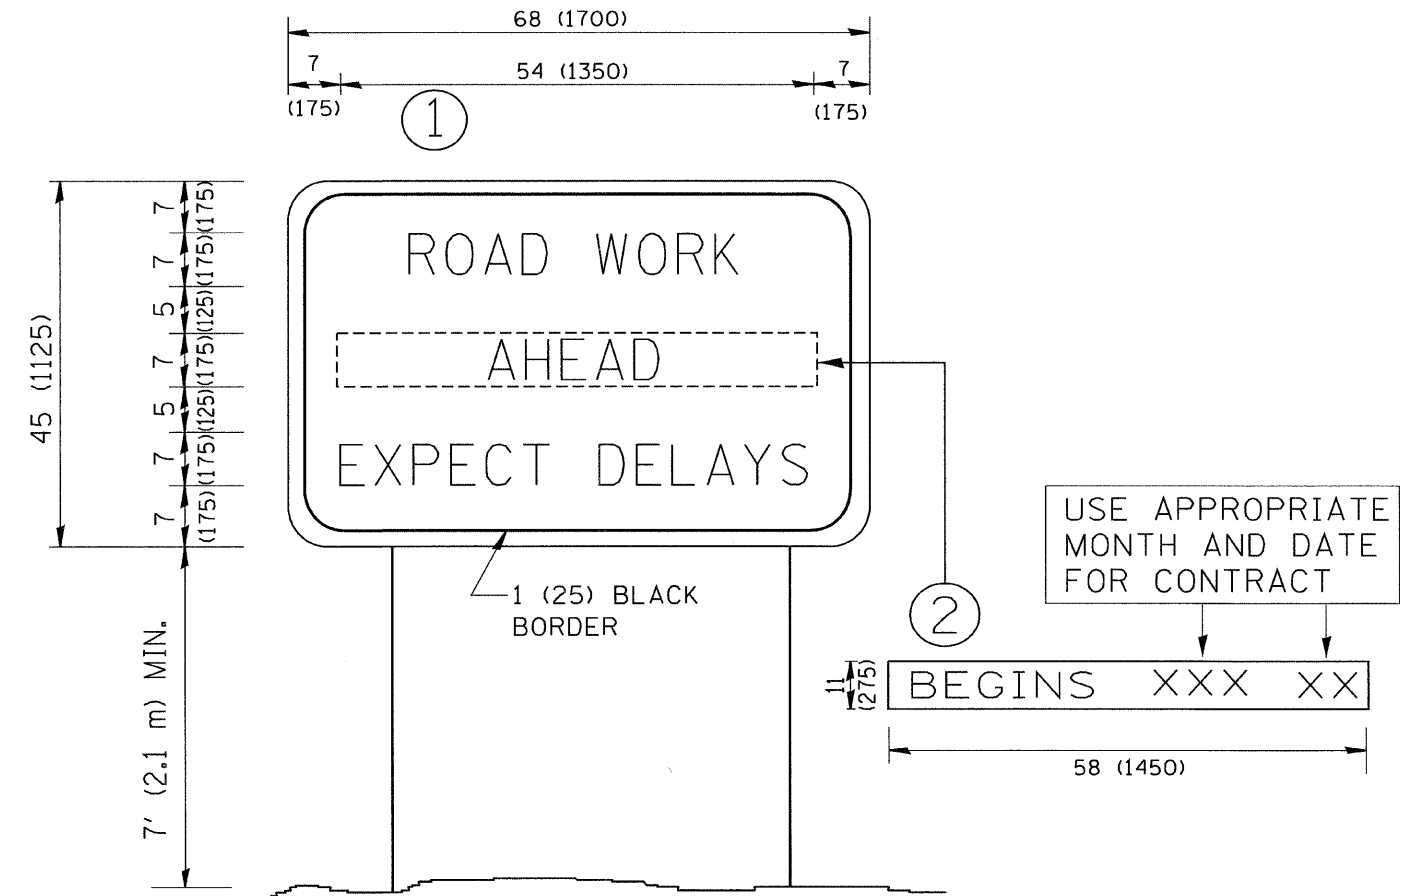 68 (1700)
7
54 (1350)
7
(175)
(175)
1
45 (1125)
7 (175)
7 (175)
5 (125)
7 (175)
5 (125)
7 (175)
7 (175)
ROAD WORK
AHEAD
EXPECT DELAYS
1 (25) BLACK
BORDER
7' (2.1 m) MIN.
2
USE APPROPRIATE
MONTH AND DATE
FOR CONTRACT
11
(275)
BEGINS XXX XX
58 (1450)